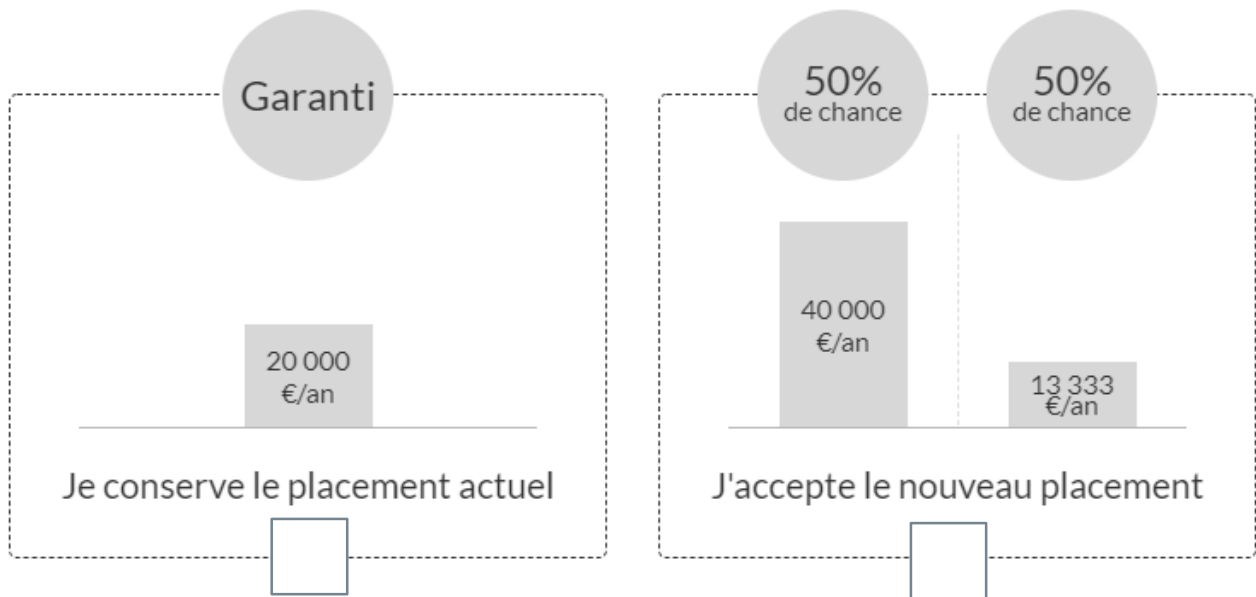 Garanti
20 000
€/an
Je conserve le placement actuel
50%
de chance
50%
de chance
40 000
€/an
13 333
€/an
J'accepte le nouveau placement